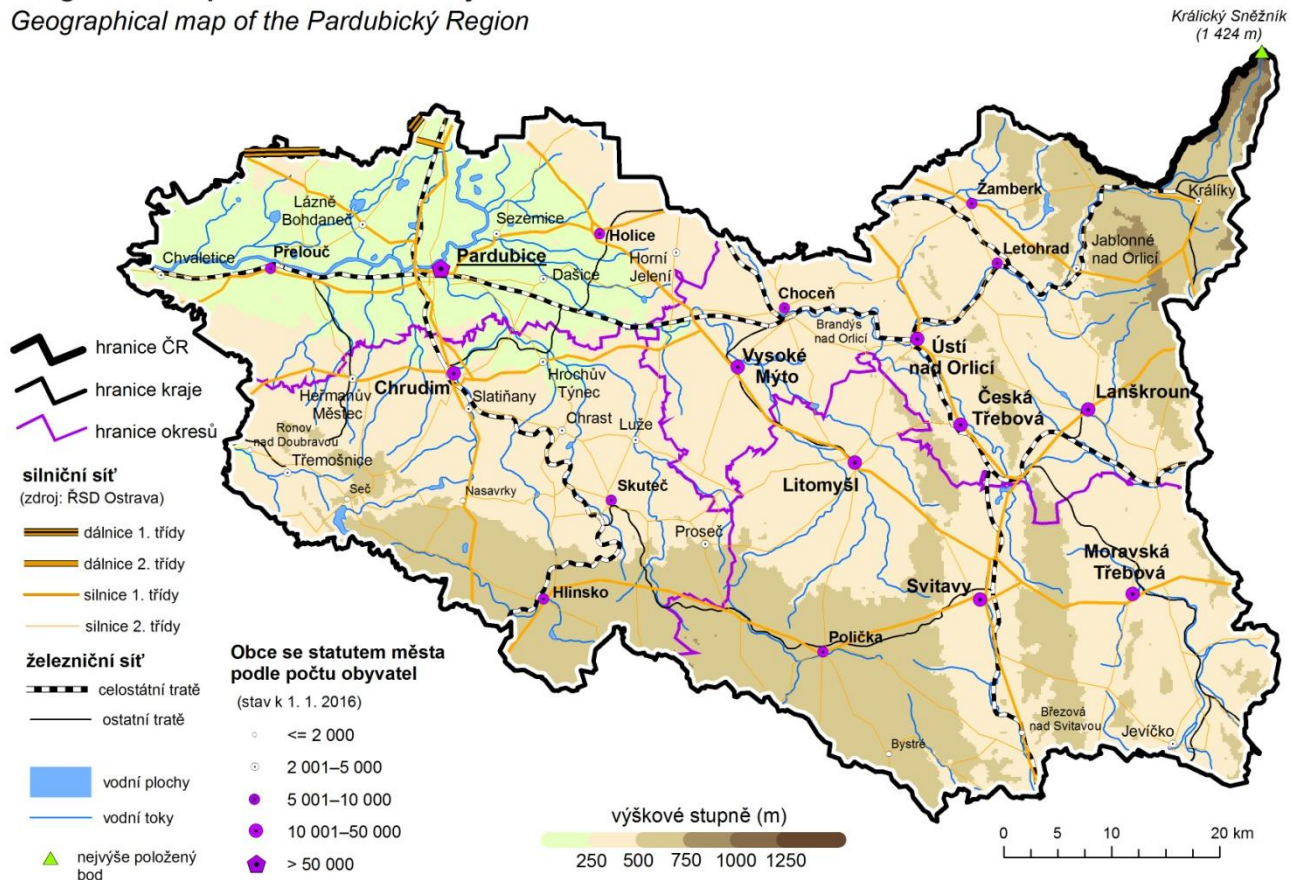 Geographical map of the Pardubický Region
Králický Sněžník
(1 424 m)
Žamberk
Králíky
Lázně
Bohdaneč
Sezemice
Holice
Letohrad
Jablonné
nad Orlicí
Chvaletice
Přelouč
Pardubice
Horní
Jelení
Dašice
Choceň
Brandýs
nad Orlicí
Ústí
nad Orlicí
Vysoké
Mýto
Chrudim
Hrochův
Týnec
Heřmanův
Městec
Slatiňany
Česká
Třebová
Lanškroun
Chrast
Luže
Ronov
nad Doubravou
Třemošnice
Seč
Nasavrky
Skuteč
Litomyšl
Proseč
Moravská
Třebová
Svitavy
Hlinsko
Polička
Březová
nad Svitavou
Jevíčko
Bystré
hranice ČR
hranice kraje
hranice okresů
silniční síť
(zdroj: ŘSD Ostrava)
dálnice 1. třídy
dálnice 2. třídy
silnice 1. třídy
silnice 2. třídy
železniční síť
celostátní tratě
ostatní tratě
vodní plochy
vodní toky
nejvýše položený
bod
Obce se statutem města
podle počtu obyvatel
(stav k 1. 1. 2016)
<= 2 000
2 001–5 000
5 001–10 000
10 001–50 000
> 50 000
výškové stupně (m)
250 500 750 1000 1250
0 5 10 20 km